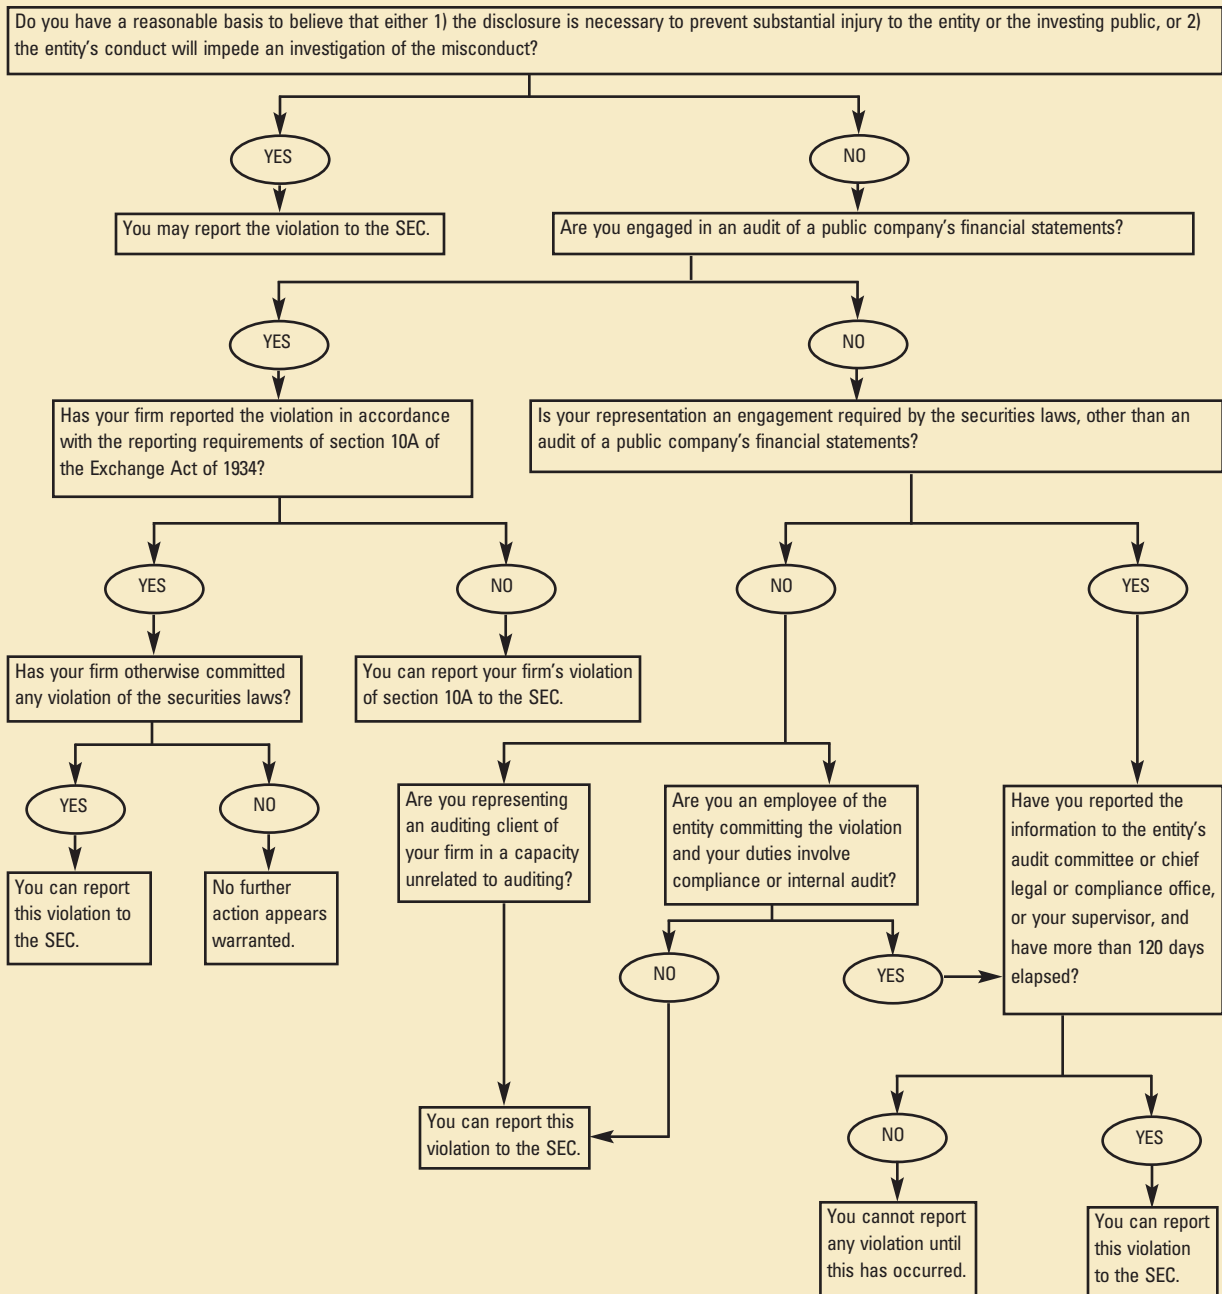 Do you have a reasonable basis to believe that either 1) the disclosure is necessary to prevent substantial injury to the entity or the investing public, or 2)
the entity’s conduct will impede an investigation of the misconduct?
YES
NO
You may report the violation to the SEC.
Are you engaged in an audit of a public company’s financial statements?
YES
NO
Has your firm reported the violation in accordance
with the reporting requirements of section 10A of
the Exchange Act of 1934?
Is your representation an engagement required by the securities laws, other than an
audit of a public company’s financial statements?
YES
NO
NO
YES
Has your firm otherwise committed
any violation of the securities laws?
You can report your firm’s violation
of section 10A to the SEC.
YES
NO
Are you representing
an auditing client of
your firm in a capacity
unrelated to auditing?
Are you an employee of the
entity committing the violation
and your duties involve
compliance or internal audit?
Have you reported the
information to the entity’s
audit committee or chief
legal or compliance office,
or your supervisor, and
have more than 120 days
elapsed?
You can report
this violation to
the SEC.
No further
action appears
warranted.
NO
YES
You can report this
violation to the SEC.
NO
YES
You cannot report
any violation until
this has occurred.
You can report
this violation
to the SEC.